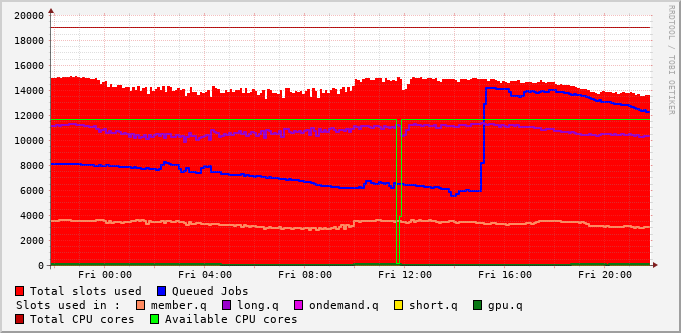 20000
18000
16000
14000
12000
10000
8000
6000
4000
2000
0
Fri 00:00 Fri 04:00 Fri 08:00 Fri 12:00 Fri 16:00 Fri 20:00
RRDTOOL / TOBI OETIKER
Total slots used Queued Jobs
Slots used in : member.q long.q ondemand.q short.q gpu.q
Total CPU cores Available CPU cores